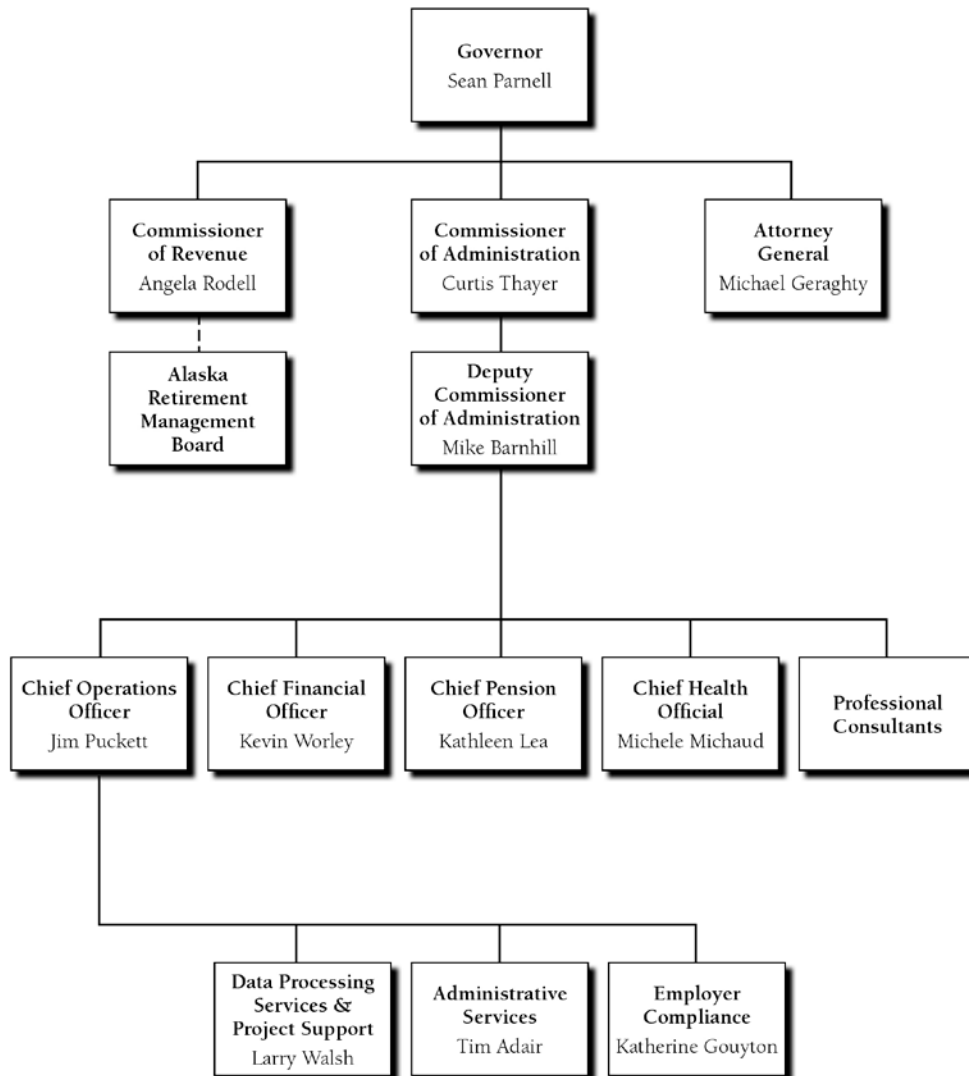 Governor
Sean Parnell
Commissioner
of Revenue
Angela Rodell
Commissioner
of Administration
Curtis Thayer
Attorney
General
Michael Geraghty
Alaska
Retirement
Management
Board
Deputy
Commissioner
of Administration
Mike Barnhill
Chief Operations
Officer
Jim Puckett
Chief Financial
Officer
Kevin Worley
Chief Pension
Officer
Kathleen Lea
Chief Health
Official
Michele Michaud
Professional
Consultants
Data Processing
Services &
Project Support
Larry Walsh
Administrative
Services
Tim Adair
Employer
Compliance
Katherine Gouyton